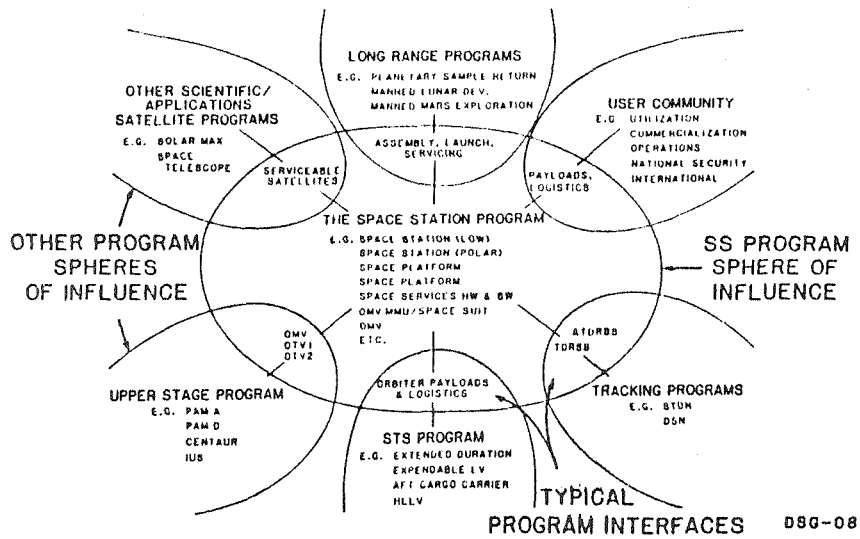 LONG RANGE PROGRAMS
E.G. PLANETARY SAMPLE RETURN
MANNED LUNAR DEV.
MANNED MARS EXPLORATION
OTHER SCIENTIFIC/
APPLICATIONS
SATELLITE PROGRAMS
E.G. SOLAR MAX
SPACE
TELESCOPE
USER COMMUNITY
E.G UTILIZATION
COMMERCIALIZATION
OPERATIONS
NATIONAL SECURITY
INTERNATIONAL
ASSEMBLY, LAUNCH,
SERVICING
SERVICEABLE
SATELLITES
PAYLOADS,
LOGISTICS
THE SPACE STATION PROGRAM
E.G. SPACE STATION (LOW)
SPACE STATION (POLAR)
SPACE PLATFORM
SPACE PLATFORM
SPACE SERVICES HW & SW
OMV MMU/SPACE SUIT
OMV
ETC.
OTHER PROGRAM
SPHERES
OF INFLUENCE
SS PROGRAM
SPHERE OF
INFLUENCE
OMV
OTV1
OTV2
ATDRSS
TDRSS
UPPER STAGE PROGRAM
E.G. PAM A
PAM D
CENTAUR
IUS
ORBITER PAYLOADS
& LOGISTICS
TRACKING PROGRAMS
E.G. STDN
DSN
STS PROGRAM
E.G. EXTENDED DURATION
EXPENDABLE LV
AFT CARGO CARRIER
HLLV
TYPICAL
PROGRAM INTERFACES
DSG-08